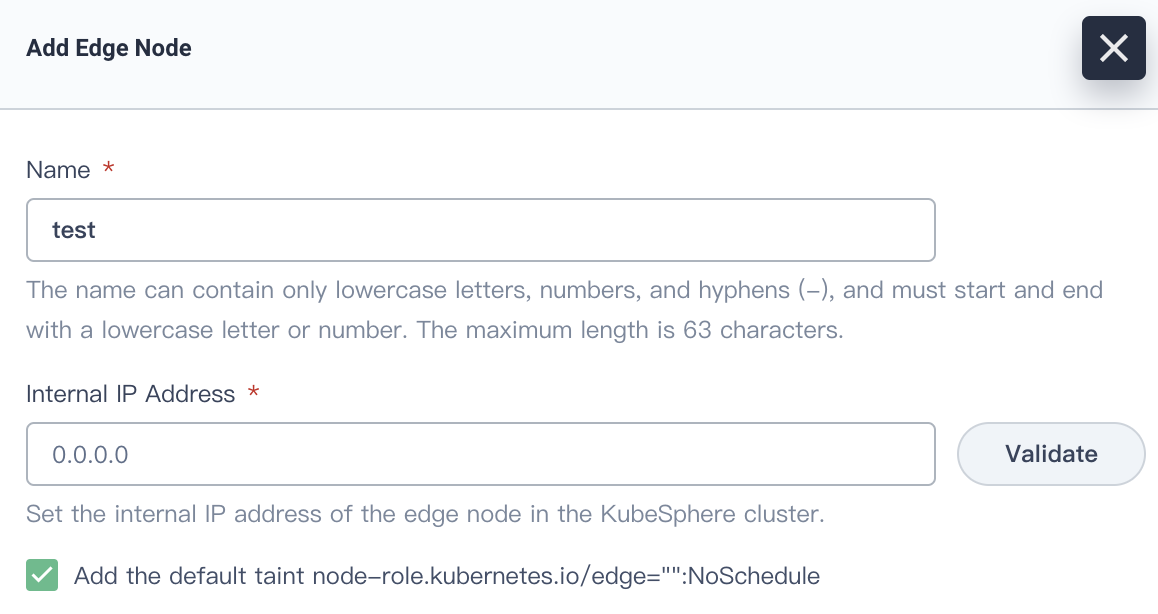 Add Edge Node
Name *
test
The name can contain only lowercase letters, numbers, and hyphens (-), and must start and end
with a lowercase letter or number. The maximum length is 63 characters.
Internal IP Address *
0.0.0.0
Validate
Set the internal IP address of the edge node in the KubeSphere cluster.
Add the default taint node-role.kubernetes.io/edge="":NoSchedule